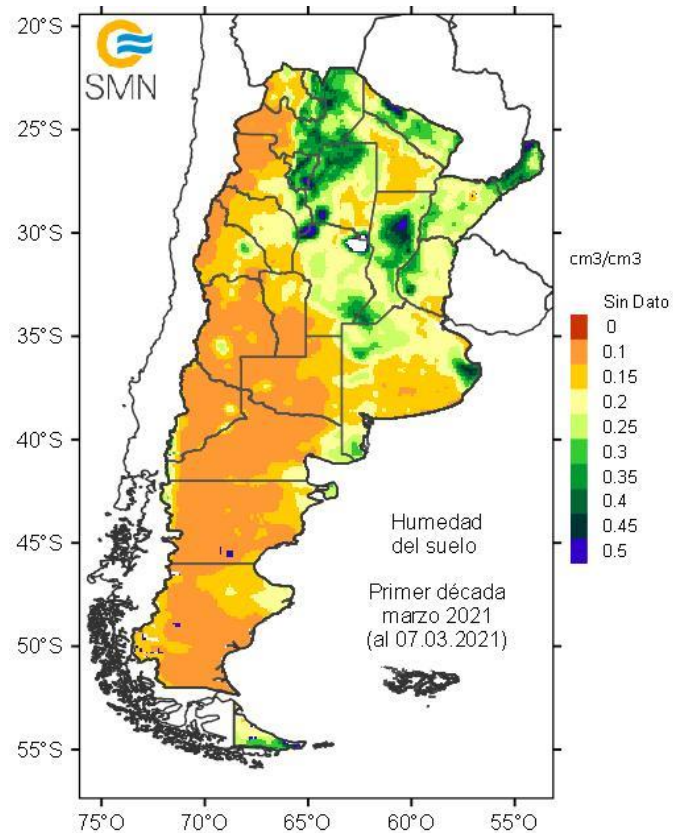 20°S
SMN
25°S
30°S
35°S
40°S
45°S
50°S
55°S
75°O
70°O
65°O
60°O
55°O
cm3/cm3
Sin Dato
0
0.1
0.15
0.2
0.25
0.3
0.35
0.4
0.45
0.5
Humedad
del suelo
Primer década
marzo 2021
(al 07.03.2021)